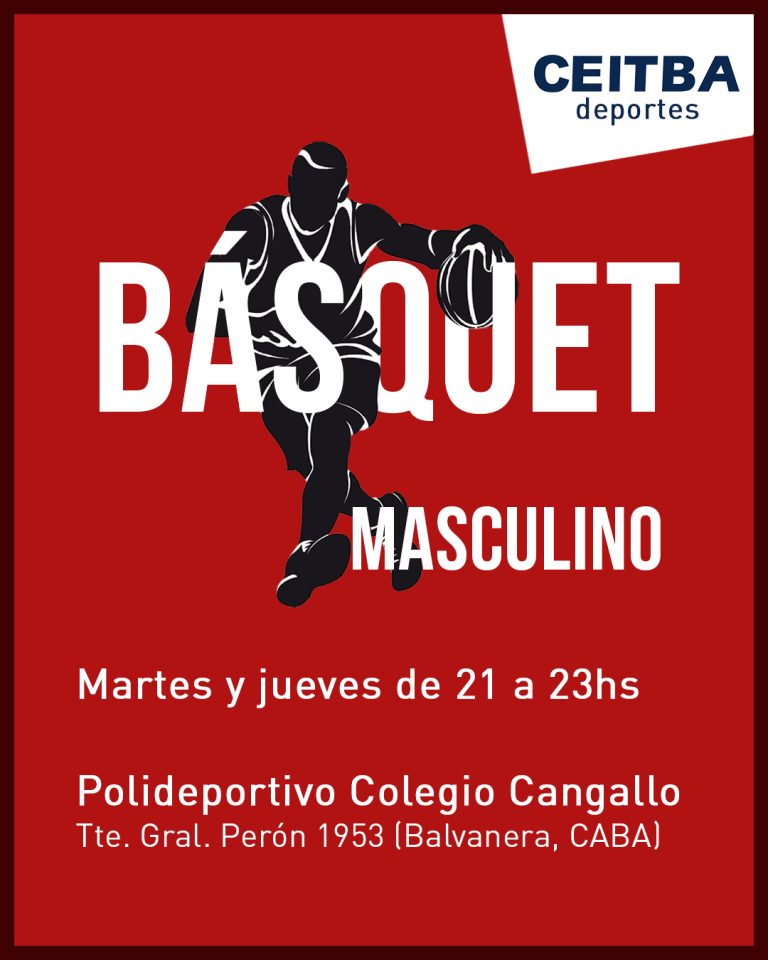 CEITBA
deportes
BÁSQUET
MASCULINO
Martes y jueves de 21 a 23hs
Polideportivo Colegio Cangallo
Tte. Gral. Perón 1953 (Balvanera, CABA)